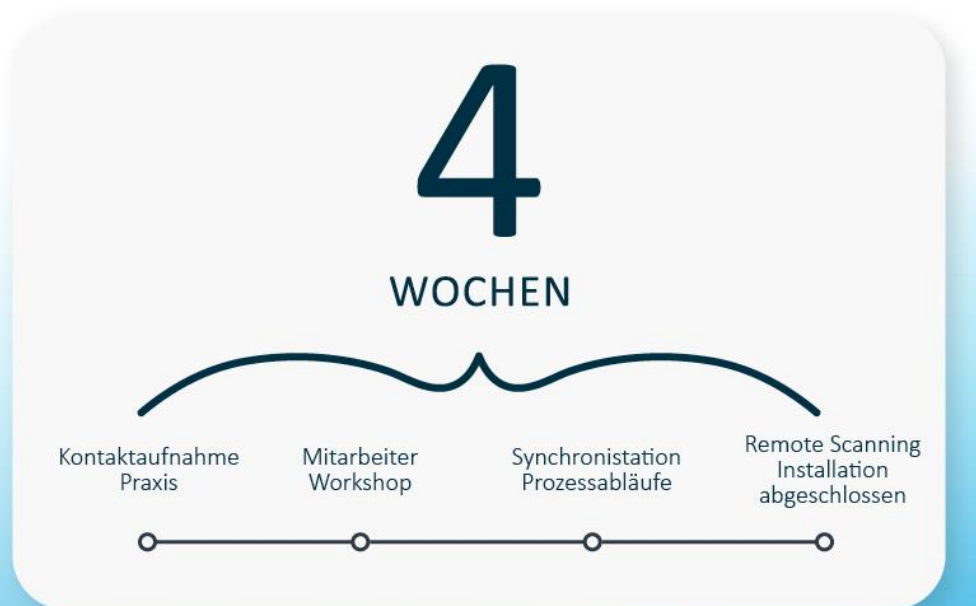 4
WOCHEN
Kontaktaufnahme
Praxis
Mitarbeiter
Workshop
Synchronistation
Prozessabläufe
Remote Scanning
Installation
abgeschlossen